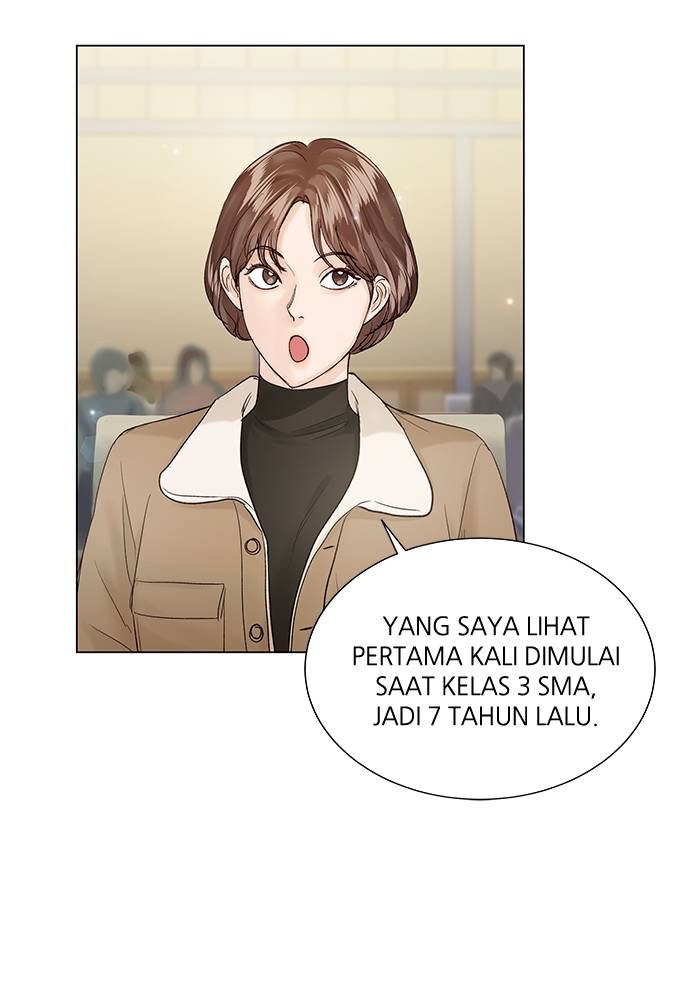 YANG SAYA LIHAT
PERTAMA KALI DIMULAI
SAAT KELAS 3 SMA,
JADI 7 TAHUN LALU.